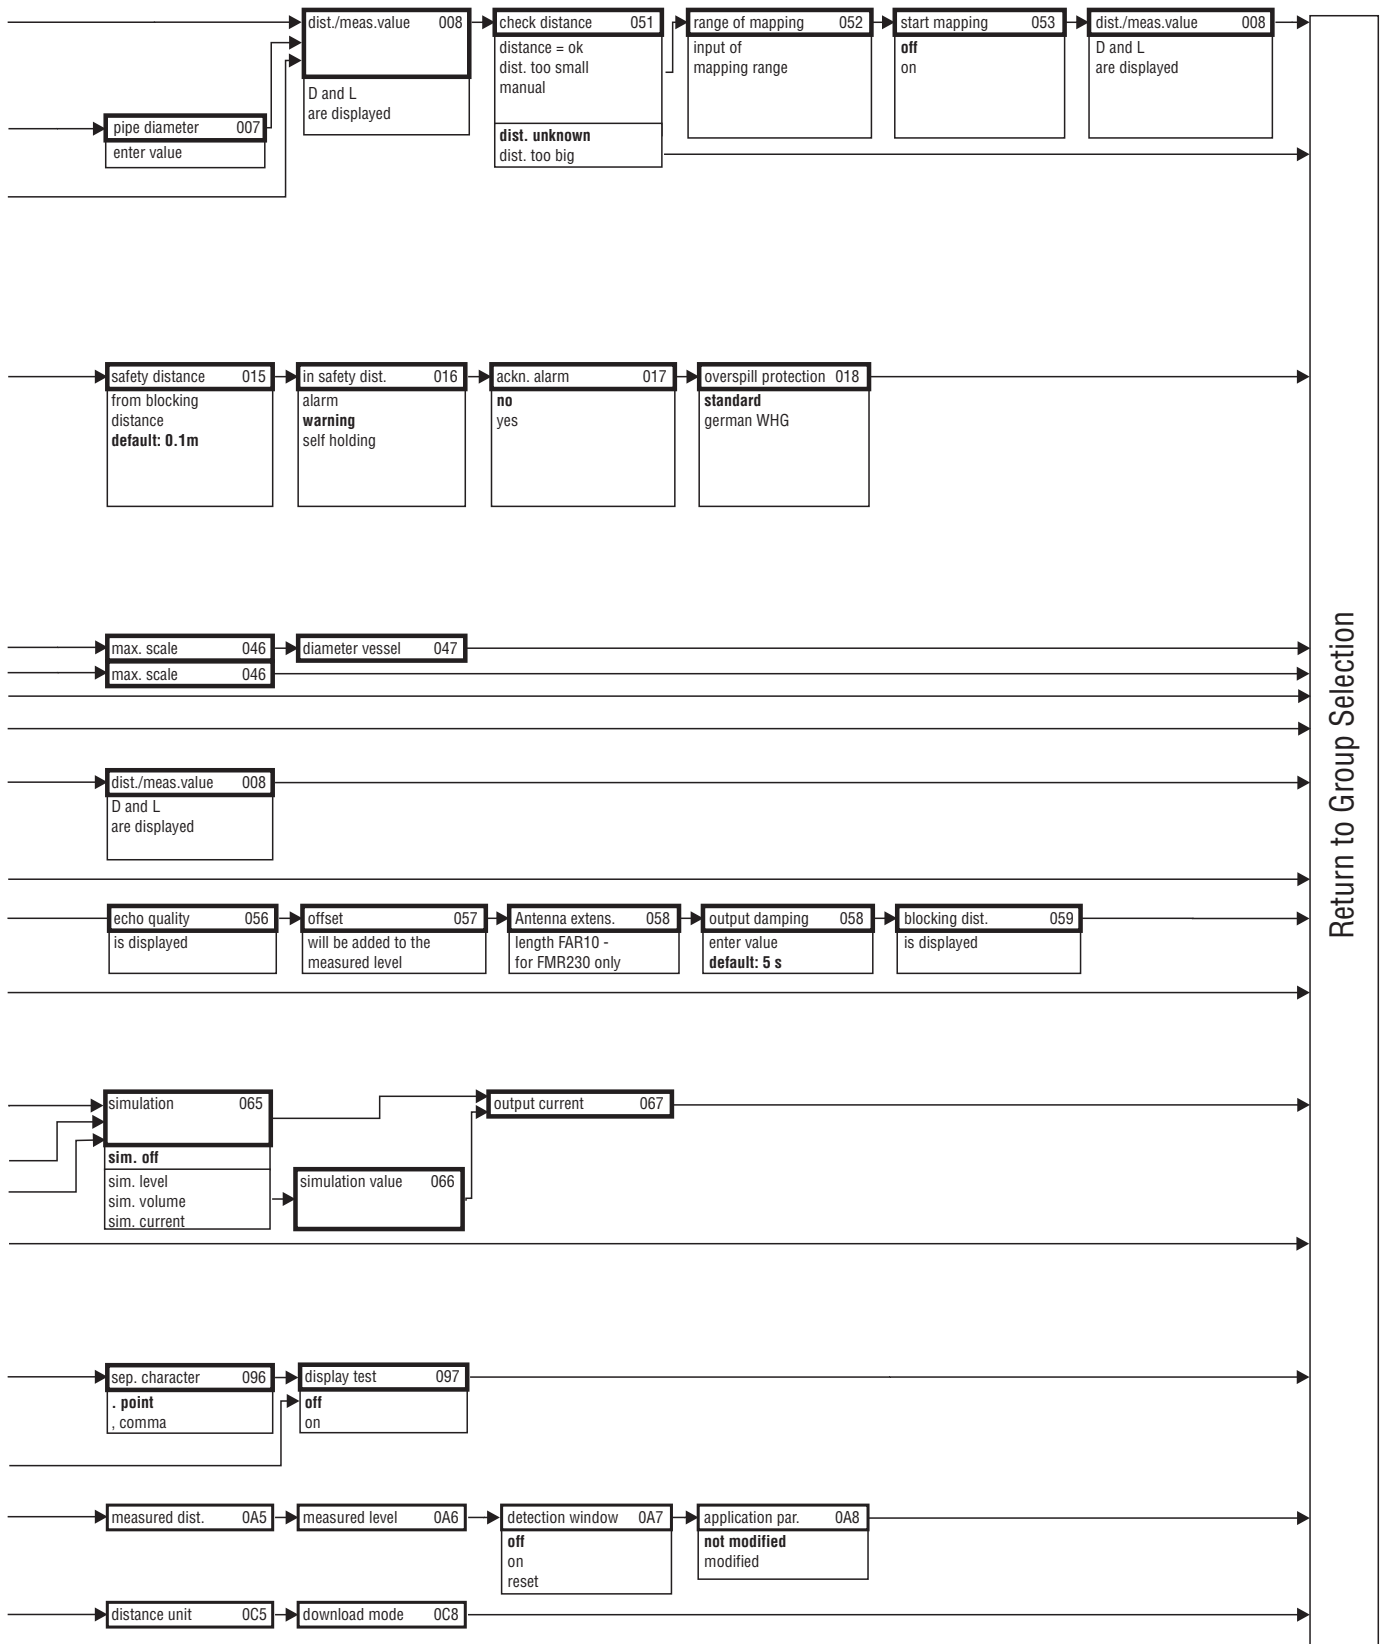 dist./meas.value 008
D and L
are displayed
check distance 051
distance = ok
dist. too small
manual
dist. unknown
dist. too big
range of mapping 052
input of
mapping range
start mapping 053
off
on
dist./meas.value 008
D and L
are displayed
pipe diameter 007
enter value
safety distance 015
from blocking
distance
default: 0.1m
in safety dist. 016
alarm
warning
self holding
ackn. alarm 017
no
yes
overspill protection 018
standard
german WHG
max. scale 046
diameter vessel 047
max. scale 046
dist./meas.value 008
D and L
are displayed
echo quality 056
is displayed
offset 057
will be added to the
measured level
Antenna extens. 058
length FAR10 -
for FMR230 only
output damping 058
enter value
default: 5 s
blocking dist. 059
is displayed
simulation 065
sim. off
sim. level
sim. volume
sim. current
simulation value 066
output current 067
sep. character 096
. point
, comma
display test 097
off
on
measured dist. 0A5
measured level 0A6
detection window 0A7
off
on
reset
application par. 0A8
not modified
modified
distance unit 0C5
download mode 0C8
Return to Group Selection